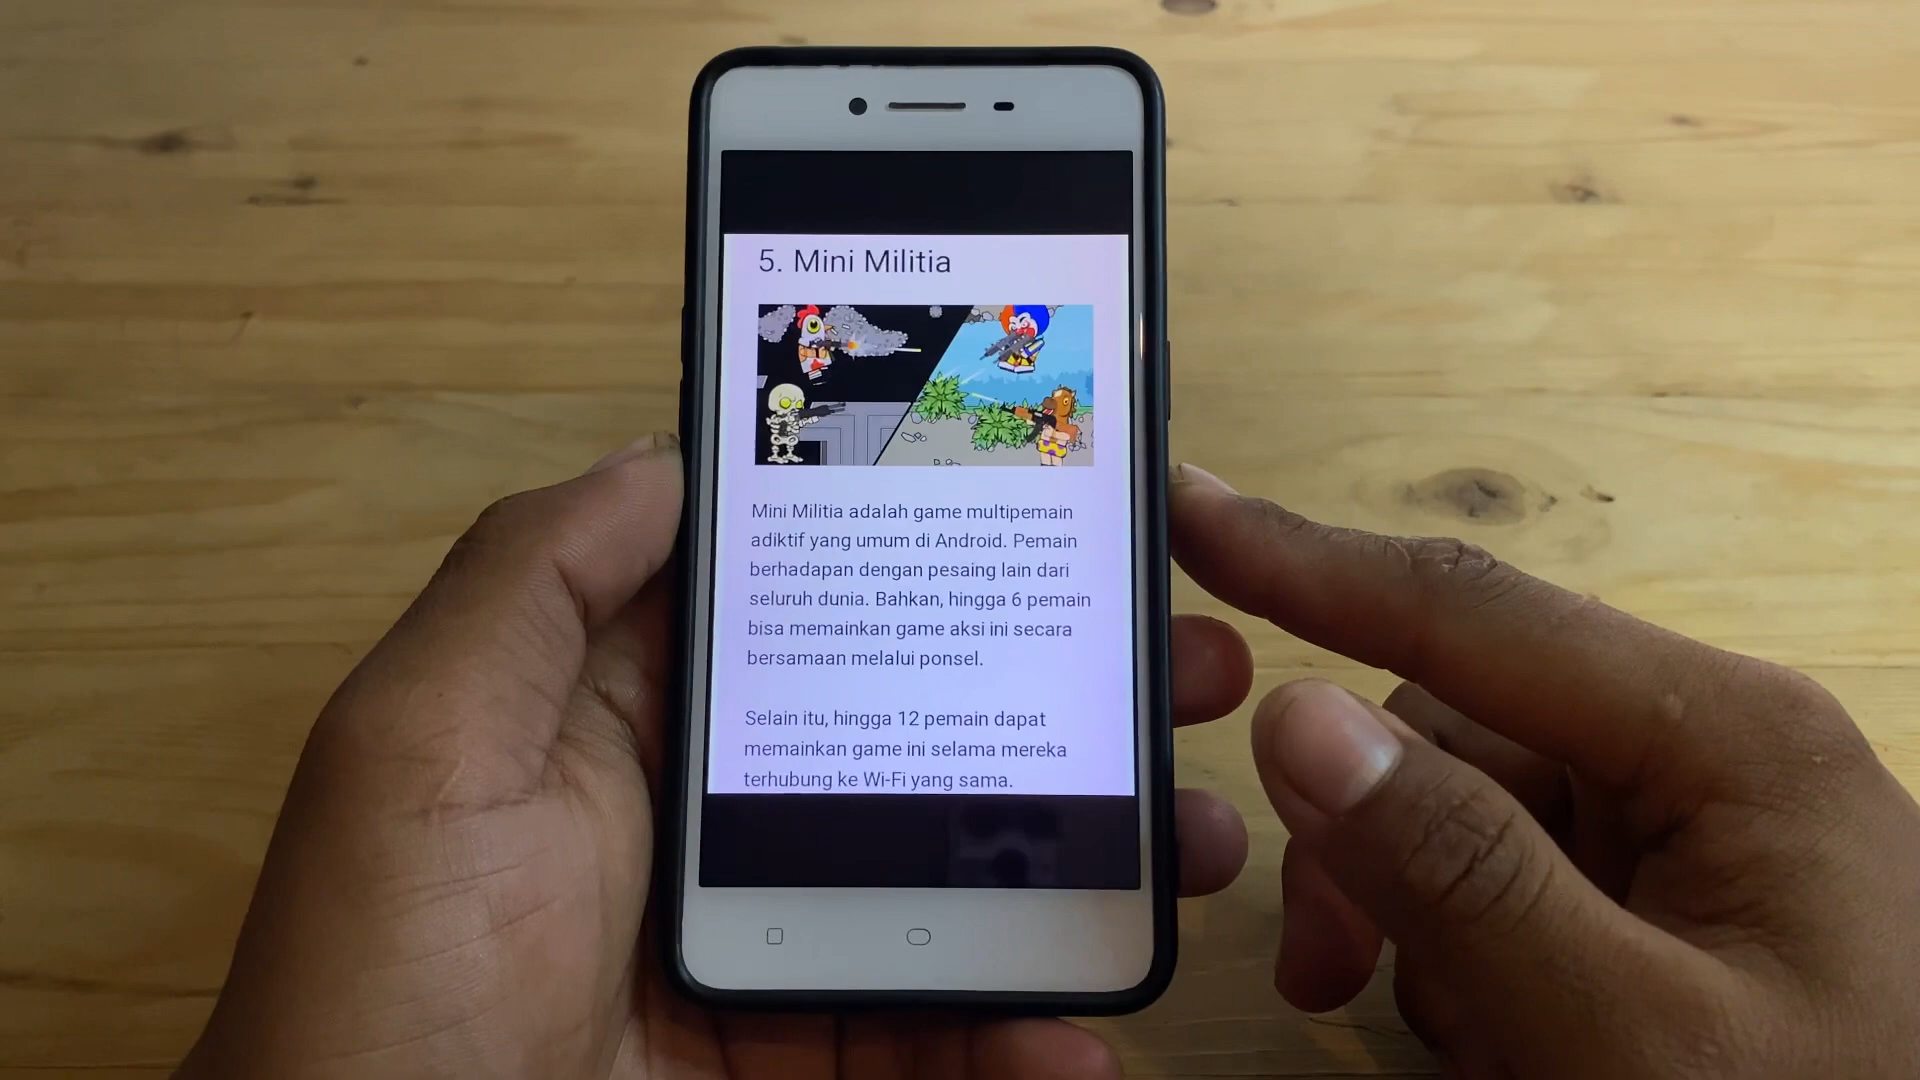 5. Mini Militia
Mini Militia adalah game multipemain
adiktif yang umum di Android. Pemain
berhadapan dengan pesaing lain dari
seluruh dunia. Bahkan, hingga 6 pemain
bisa memainkan game aksi ini secara
bersamaan melalui ponsel.
Selain itu, hingga 12 pemain dapat
memainkan game ini selama mereka
terhubung ke Wi-Fi yang sama.